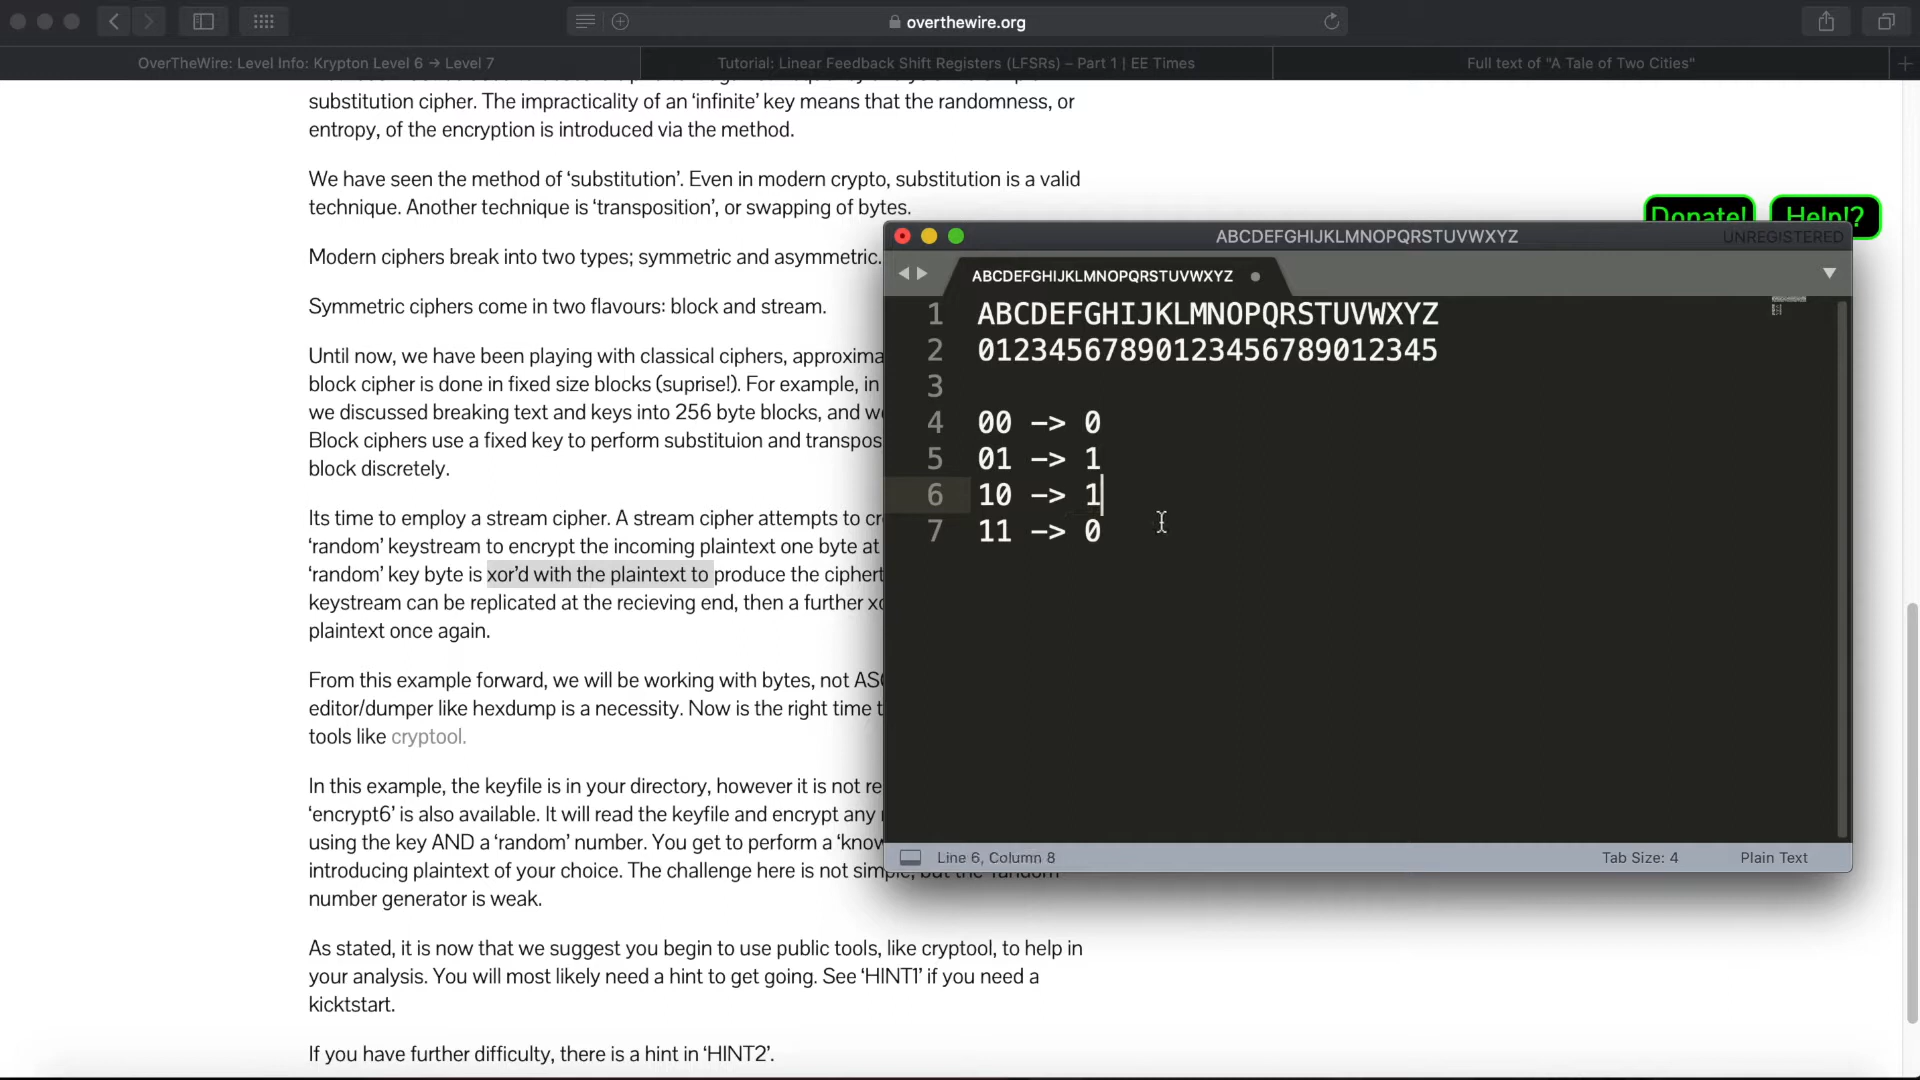 overthewire.org
OverTheWire: Level Info: Krypton Level 6 → Level 7
Tutorial: Linear Feedback Shift Registers (LFSRs) – Part 1 | EE Times
Full text of "A Tale of Two Cities"
substitution cipher. The impracticality of an ‘infinite’ key means that the randomness, or
entropy, of the encryption is introduced via the method.
We have seen the method of ‘substitution’. Even in modern crypto, substitution is a valid
technique. Another technique is ‘transposition’, or swapping of bytes.
Modern ciphers break into two types; symmetric and asymmetric.
Symmetric ciphers come in two flavours: block and stream.
Until now, we have been playing with classical ciphers, approxima
block cipher is done in fixed size blocks (suprise!). For example, in
we discussed breaking text and keys into 256 byte blocks, and w
Block ciphers use a fixed key to perform substituion and transpos
block discretely.
Its time to employ a stream cipher. A stream cipher attempts to cr
‘random’ keystream to encrypt the incoming plaintext one byte at
‘random’ key byte is xor’d with the plaintext to produce the ciphert
keystream can be replicated at the recieving end, then a further xo
plaintext once again.
From this example forward, we will be working with bytes, not ASC
editor/dumper like hexdump is a necessity. Now is the right time t
tools like cryptool.
In this example, the keyfile is in your directory, however it is not re
‘encrypt6’ is also available. It will read the keyfile and encrypt any
using the key AND a ‘random’ number. You get to perform a ‘know
introducing plaintext of your choice. The challenge here is not simple, but the ‘random’
number generator is weak.
As stated, it is now that we suggest you begin to use public tools, like cryptool, to help in
your analysis. You will most likely need a hint to get going. See ‘HINT1’ if you need a
kicktstart.
If you have further difficulty, there is a hint in ‘HINT2’.
Donate! Help!?
ABCDEFGHIJKLMNOPQRSTUVWXYZ UNREGISTERED
ABCDEFGHIJKLMNOPQRSTUVWXYZ
1 ABCDEFGHIJKLMNOPQRSTUVWXYZ
2 01234567890123456789012345
3
4 00 -> 0
5 01 -> 1
6 10 -> 1
7 11 -> 0
Line 6, Column 8 Tab Size: 4 Plain Text